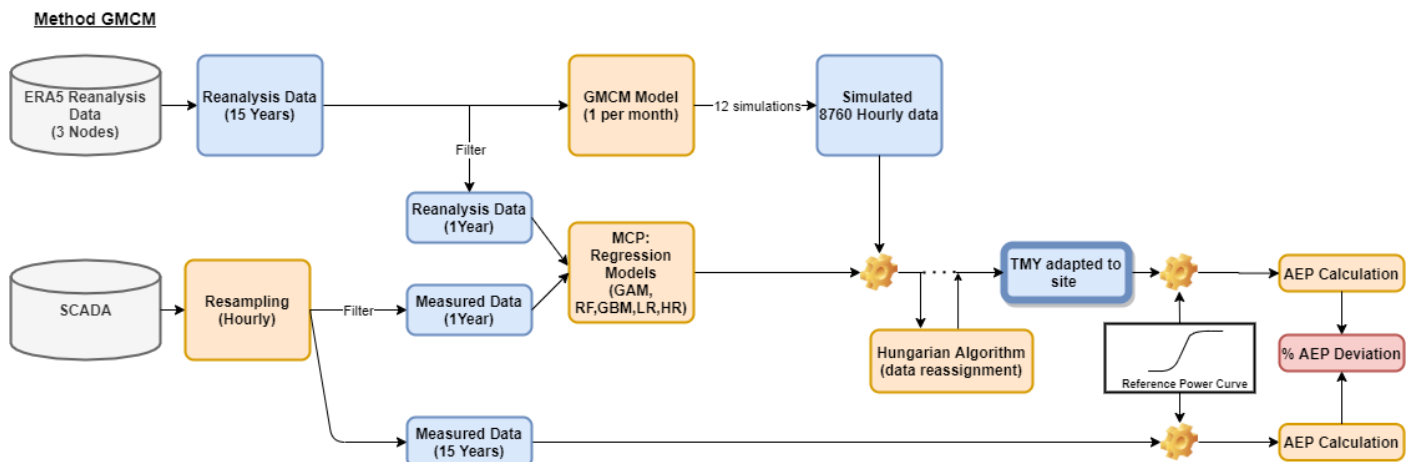 Method GMCM
ERA5 Reanalysis
Data
(3 Nodes)
Reanalysis Data
(15 Years)
GMCM Model
(1 per month)
12 simulations
Simulated
8760 Hourly data
Filter
Reanalysis Data
(1Year)
MCP:
Regression
Models
(GAM,
RF,GBM,LR,HR)
SCADA
Resampling
(Hourly)
Filter
Measured Data
(1Year)
TMY adapted to
site
AEP Calculation
Hungarian Algorithm
(data reassignment)
Reference Power Curve
% AEP Deviation
Measured Data
(15 Years)
AEP Calculation